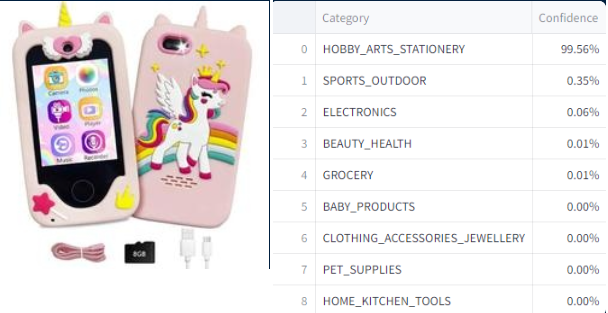 Camera Photos
Video Player
Music Recorder
8GB
Category Confidence
0 HOBBY_ARTS_STATIONERY 99.56%
1 SPORTS_OUTDOOR 0.35%
2 ELECTRONICS 0.06%
3 BEAUTY_HEALTH 0.01%
4 GROCERY 0.01%
5 BABY_PRODUCTS 0.00%
6 CLOTHING_ACCESSORIES_JEWELLERY 0.00%
7 PET_SUPPLIES 0.00%
8 HOME_KITCHEN_TOOLS 0.00%